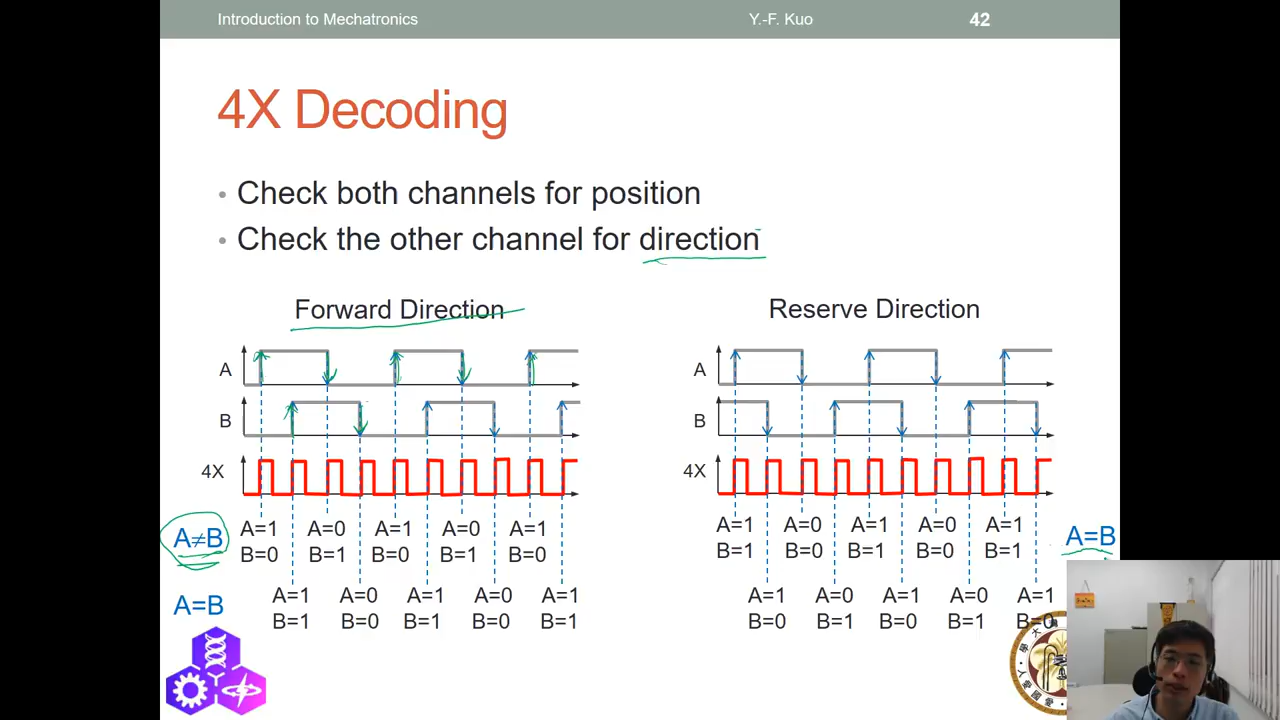 Introduction to Mechatronics
Y.-F. Kuo
42
4X Decoding
• Check both channels for position
• Check the other channel for direction
Forward Direction
A
B
4X
A≠B
A=1 A=0 A=1 A=0 A=1
B=0 B=1 B=0 B=1 B=0
A=B
A=1 A=0 A=1 A=0 A=1
B=1 B=0 B=1 B=0 B=1
Reserve Direction
A
B
4X
A=1 A=0 A=1 A=0 A=1
B=1 B=0 B=1 B=0 B=1
A=B
A=1 A=0 A=1 A=0 A=1
B=0 B=1 B=0 B=1 B=0